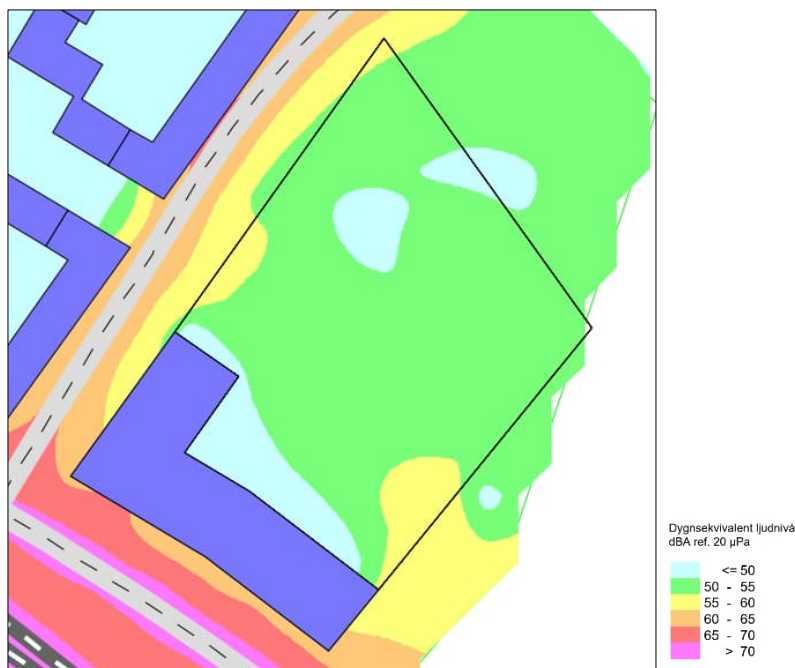 Dygnsekvivalent ljudnivå
dBA ref. 20 µPa
<= 50
50 - 55
55 - 60
60 - 65
65 - 70
> 70